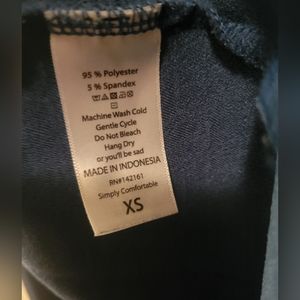 95 % Polyester
5 % Spandex
Machine Wash Cold
Gentle Cycle
Do Not Bleach
Hang Dry
or you'll be sad
MADE IN INDONESIA
RN#142161
Simply Comfortable
XS